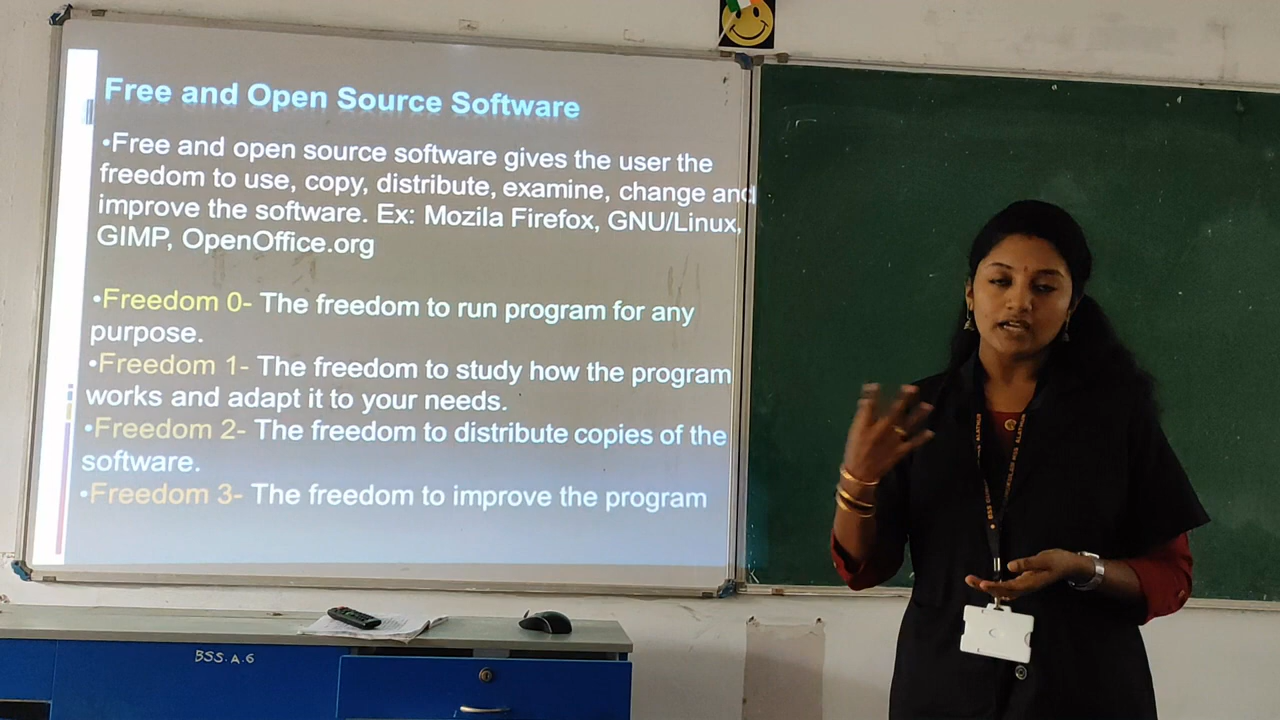 Free and Open Source Software
•Free and open source software gives the user the
freedom to use, copy, distribute, examine, change and
improve the software. Ex: Mozila Firefox, GNU/Linux,
GIMP, OpenOffice.org
•Freedom 0- The freedom to run program for any
purpose.
•Freedom 1- The freedom to study how the program
works and adapt it to your needs.
•Freedom 2- The freedom to distribute copies of the
software.
•Freedom 3- The freedom to improve the program
BSS.A.6